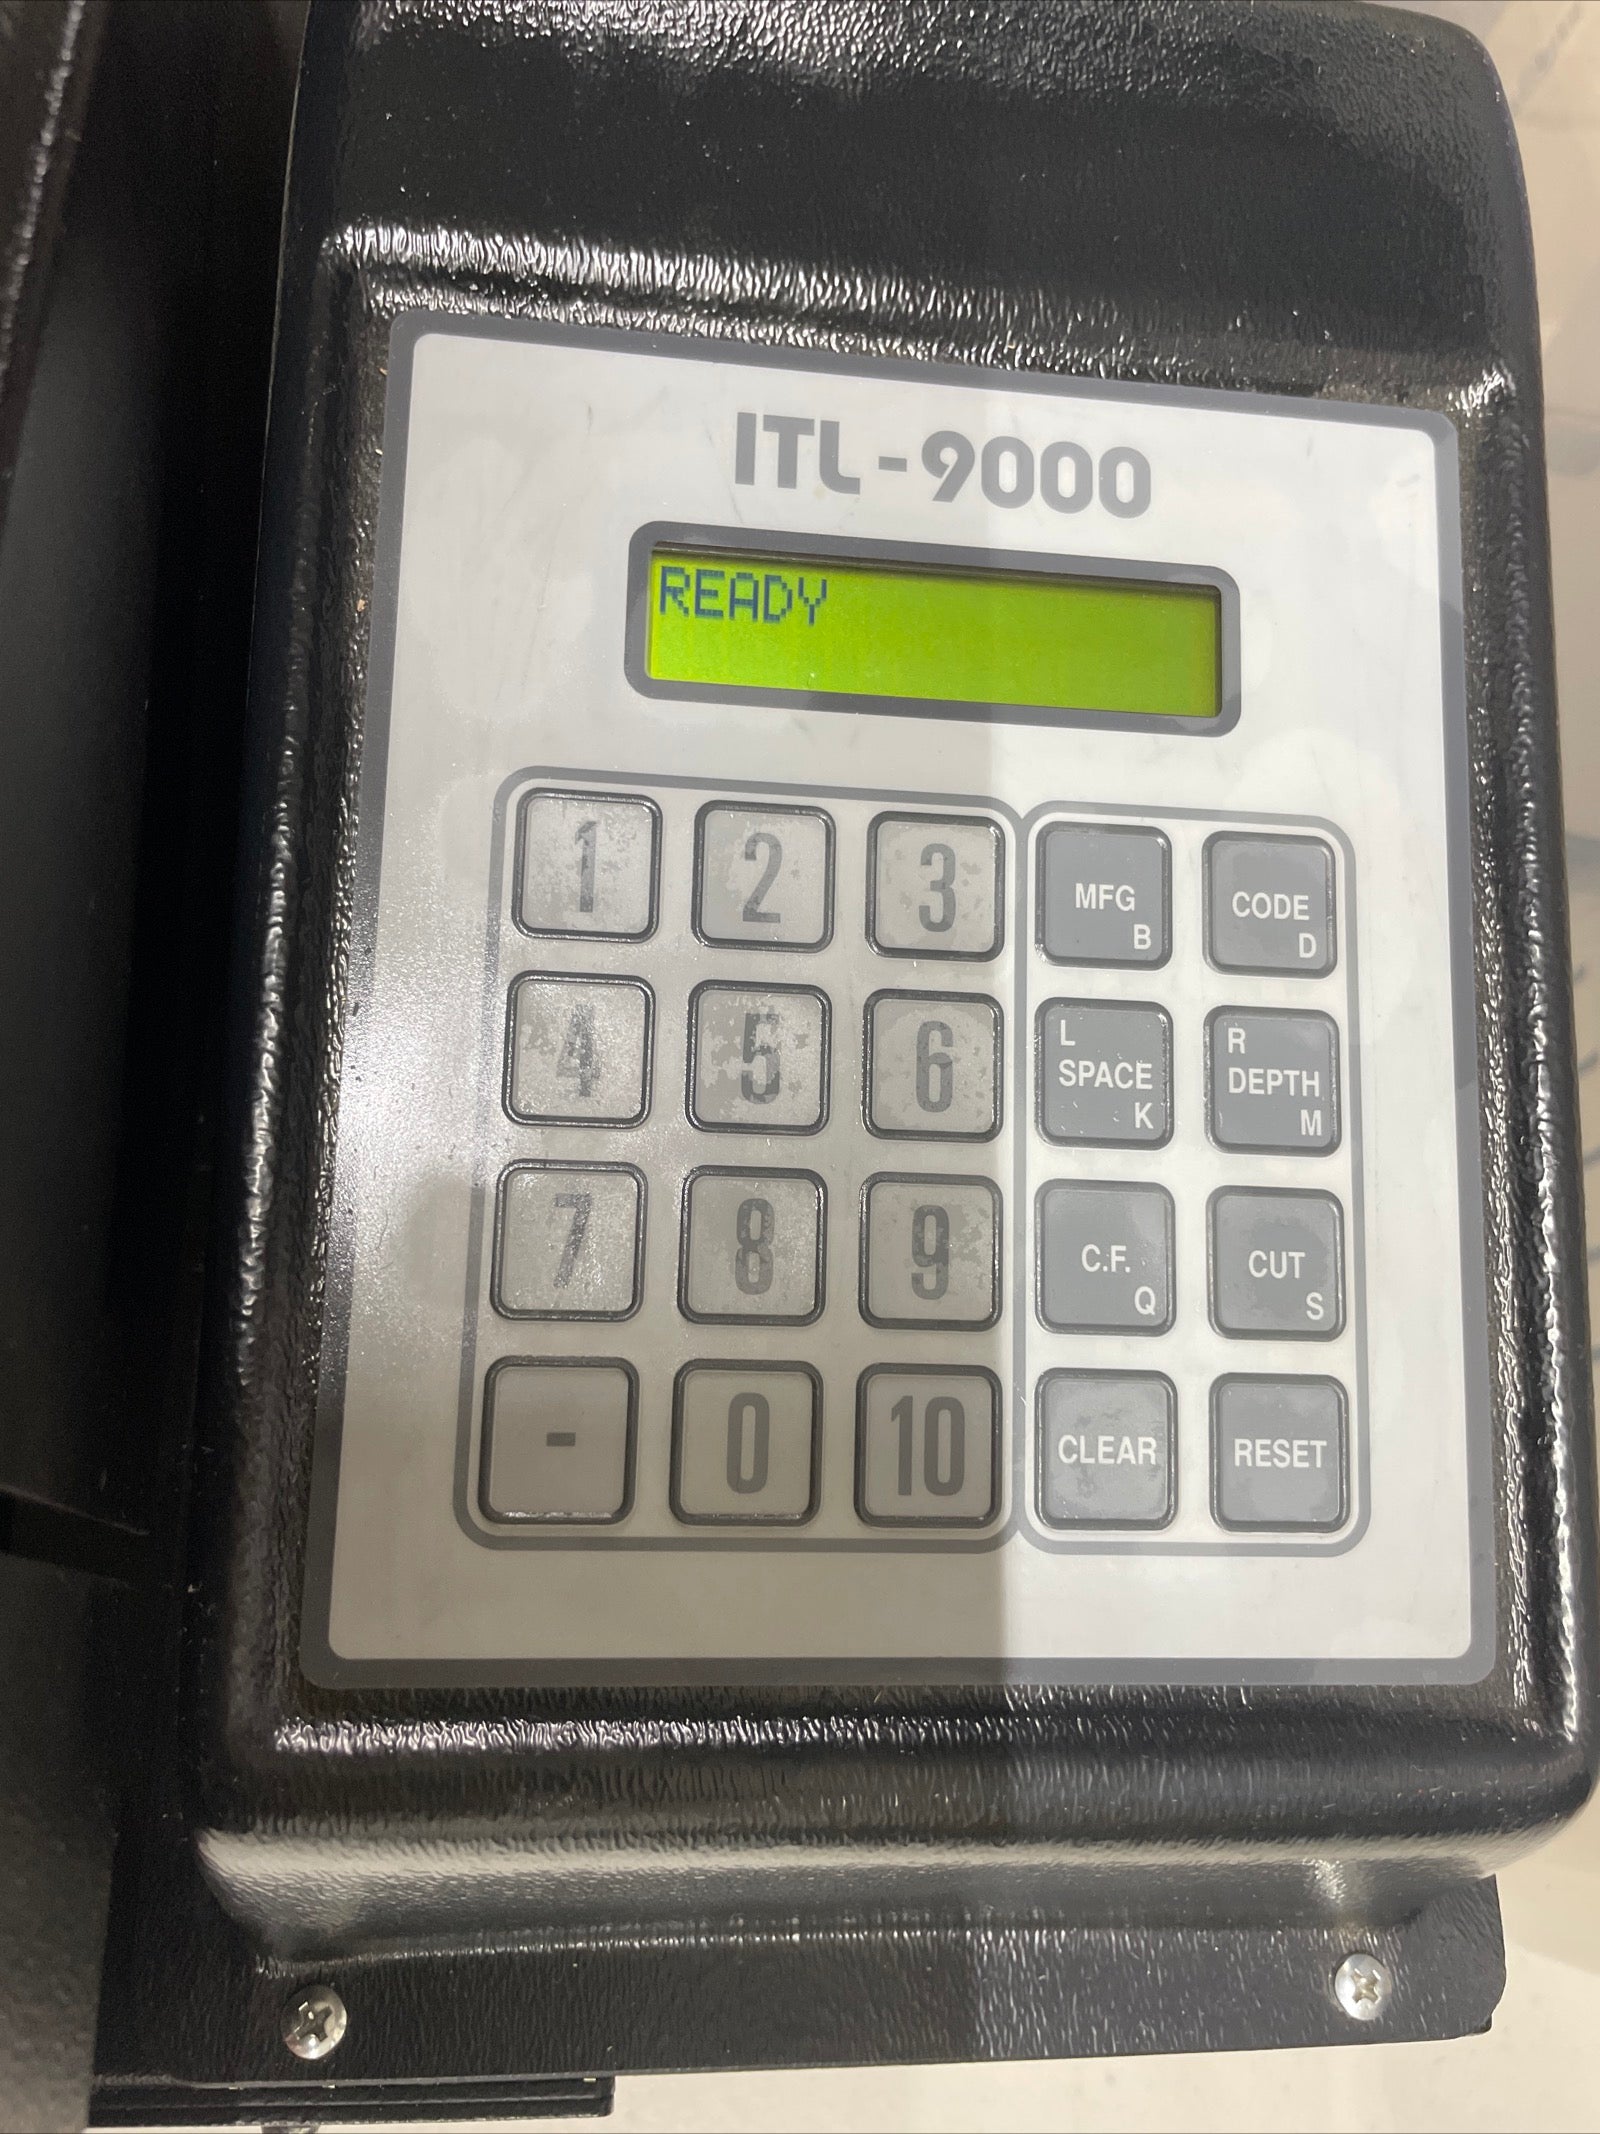 ITL-9000
READY
1 2 3
MFG B
CODE D
4 5 6
L SPACE K
R DEPTH M
7 8 9
C.F. Q
CUT S
- 0 10
CLEAR
RESET